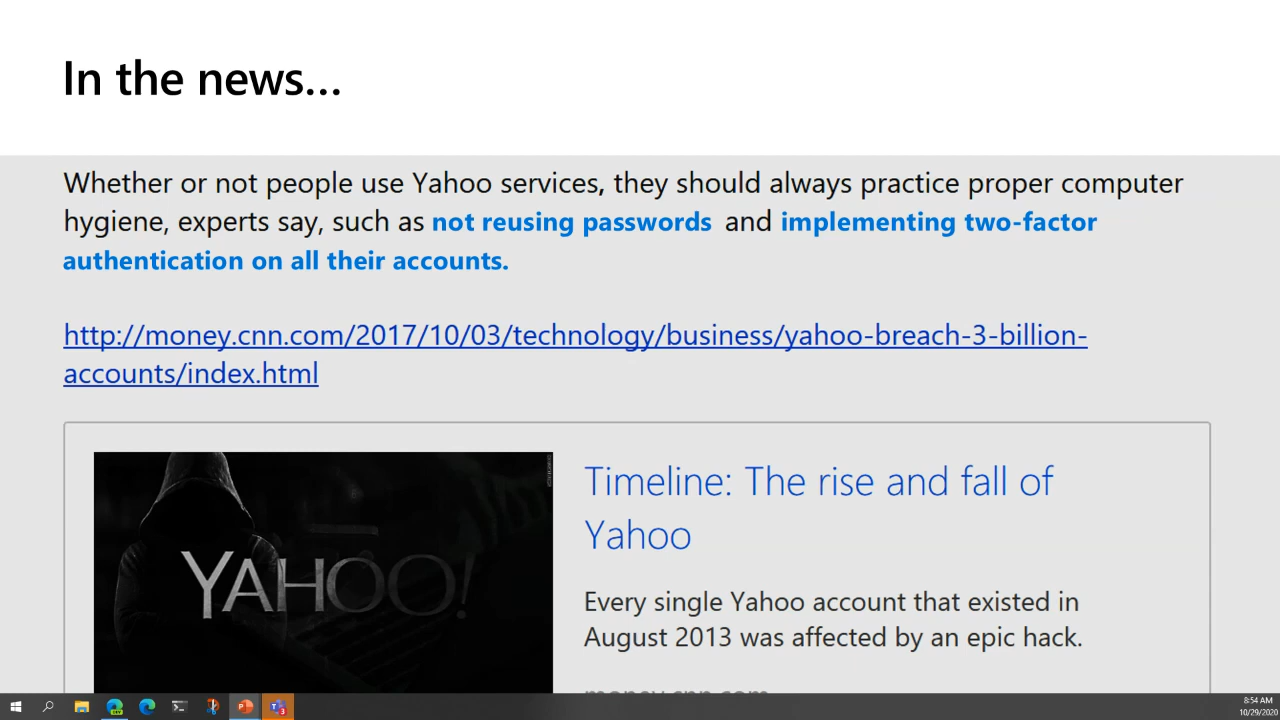 In the news...
Whether or not people use Yahoo services, they should always practice proper computer
hygiene, experts say, such as not reusing passwords and implementing two-factor
authentication on all their accounts.
http://money.cnn.com/2017/10/03/technology/business/yahoo-breach-3-billion-
accounts/index.html
YAHOO!
Timeline: The rise and fall of
Yahoo
Every single Yahoo account that existed in
August 2013 was affected by an epic hack.
money.cnn.com
8:54 AM
10/29/2020